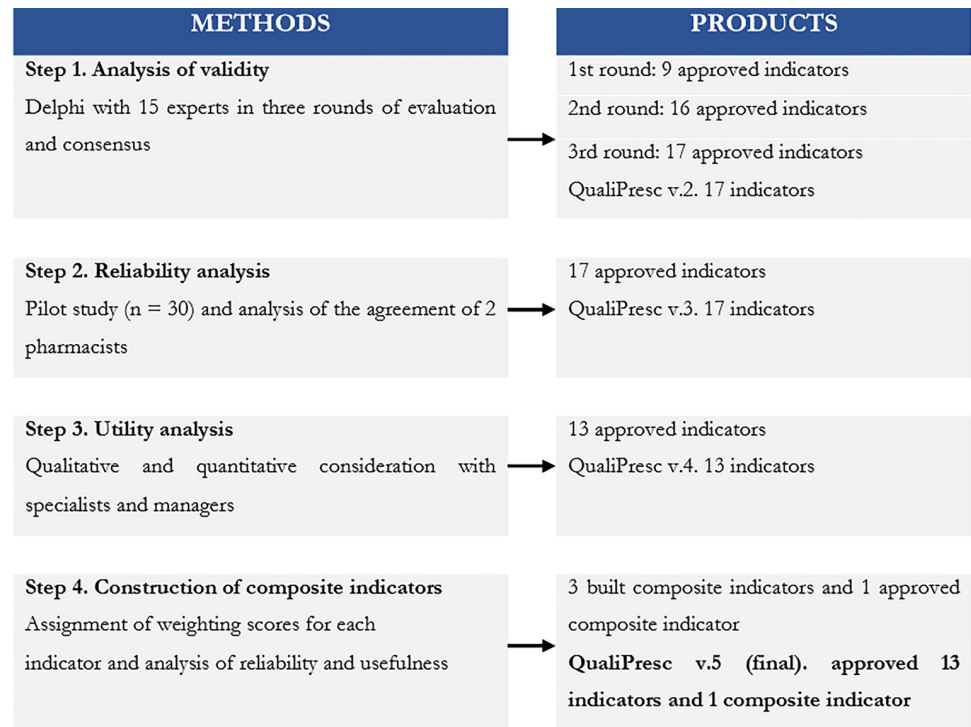 METHODS
PRODUCTS
Step 1. Analysis of validity
Delphi with 15 experts in three rounds of evaluation
and consensus
1st round: 9 approved indicators
2nd round: 16 approved indicators
3rd round: 17 approved indicators
QualiPresc v.2. 17 indicators
Step 2. Reliability analysis
Pilot study (n = 30) and analysis of the agreement of 2
pharmacists
17 approved indicators
QualiPresc v.3. 17 indicators
Step 3. Utility analysis
Qualitative and quantitative consideration with
specialists and managers
13 approved indicators
QualiPresc v.4. 13 indicators
Step 4. Construction of composite indicators
Assignment of weighting scores for each
indicator and analysis of reliability and usefulness
3 built composite indicators and 1 approved
composite indicator
QualiPresc v.5 (final). approved 13
indicators and 1 composite indicator